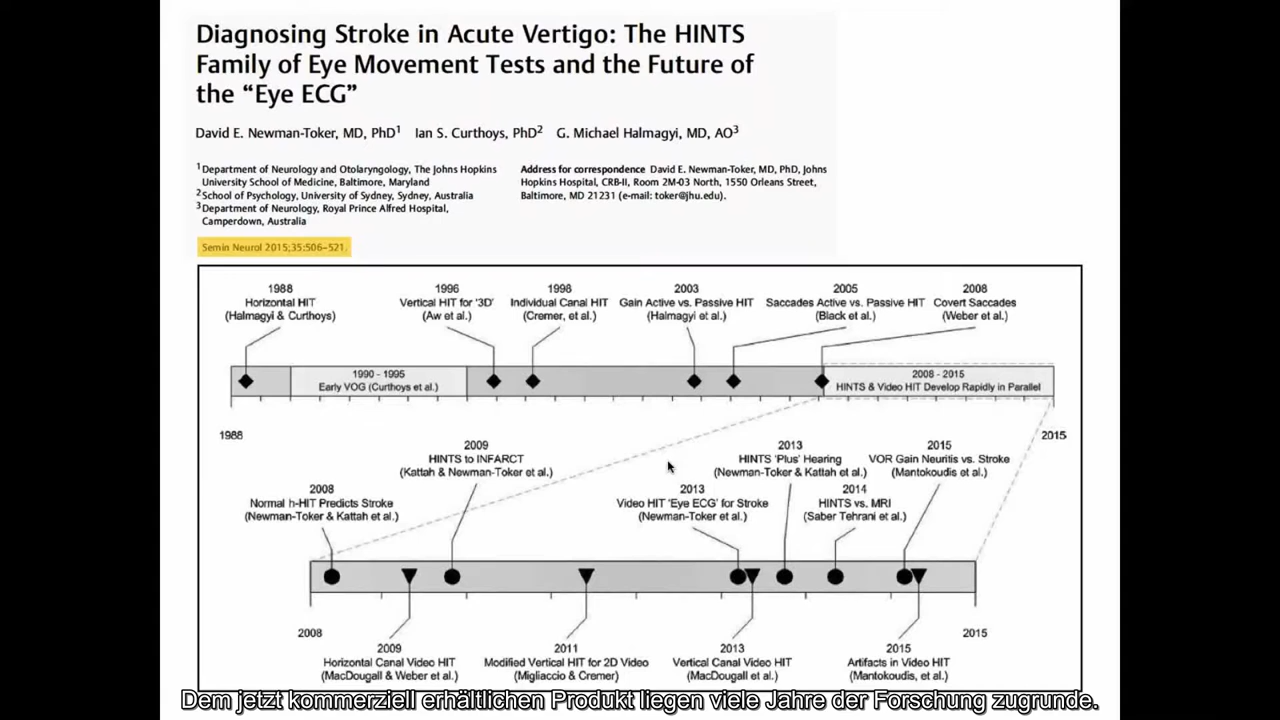 Diagnosing Stroke in Acute Vertigo: The HINTS
Family of Eye Movement Tests and the Future of
the “Eye ECG”
David E. Newman-Toker, MD, PhD1 Ian S. Curthoys, PhD2 G. Michael Halmagyi, MD, AO3
1 Department of Neurology and Otolaryngology, The Johns Hopkins
University School of Medicine, Baltimore, Maryland
2 School of Psychology, University of Sydney, Sydney, Australia
3 Department of Neurology, Royal Prince Alfred Hospital,
Camperdown, Australia
Address for correspondence David E. Newman-Toker, MD, PhD, Johns
Hopkins Hospital, CRB-II, Room 2M-03 North, 1550 Orleans Street,
Baltimore, MD 21231 (e-mail: toker@jhu.edu).
Semin Neurol 2015;35:506–521.
1988
Horizontal HIT
(Halmagyi & Curthoys)
1996
Vertical HIT for '3D'
(Aw et al.)
1998
Individual Canal HIT
(Cremer, et al.)
2003
Gain Active vs. Passive HIT
(Halmagyi et al.)
2005
Saccades Active vs. Passive HIT
(Black et al.)
2008
Covert Saccades
(Weber et al.)
1990 - 1995
Early VOG (Curthoys et al.)
2008 - 2015
HINTS & Video HIT Develop Rapidly in Parallel
1988
2015
2008
Normal h-HIT Predicts Stroke
(Newman-Toker & Kattah et al.)
2009
HINTS to INFARCT
(Kattah & Newman-Toker et al.)
2013
Video HIT 'Eye ECG' for Stroke
(Newman-Toker et al.)
2013
HINTS 'Plus' Hearing
(Newman-Toker & Kattah et al.)
2014
HINTS vs. MRI
(Saber Tehrani et al.)
2015
VOR Gain Neuritis vs. Stroke
(Mantokoudis et al.)
2008
2015
2009
Horizontal Canal Video HIT
(MacDougall & Weber et al.)
2011
Modified Vertical HIT for 2D Video
(Migliaccio & Cremer)
2013
Vertical Canal Video HIT
(MacDougall et al.)
2015
Artifacts in Video HIT
(Mantokoudis, et al.)
Dem jetzt kommerziell erhältlichen Produkt liegen viele Jahre der Forschung zugrunde.